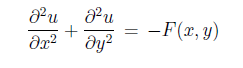 ∂²u/∂x² + ∂²u/∂y² = −F(x, y)